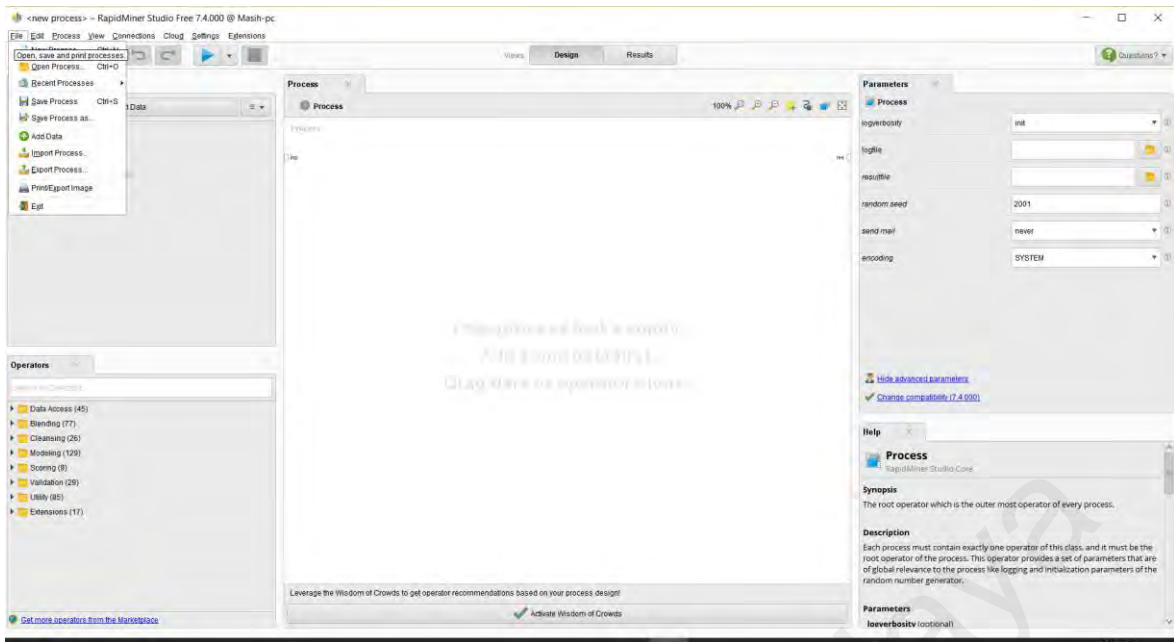 <new process> – RapidMiner Studio Free 7.4.000 @ Masih-pc
File Edit Process View Connections Cloud Settings Extensions
Open, save and print processes.
Open Process... Ctrl+O
Recent Processes
Save Process Ctrl+S
Save Process as...
Add Data
Import Process...
Export Process...
Print/Export Image
Exit
Data
Views
Design
Results
Questions?
Process
Process
100%
Process
inp
res
Drag data or operators here.
Leverage the Wisdom of Crowds to get operator recommendations based on your process design!
Activate Wisdom of Crowds
Operators
Data Access (45)
Blending (77)
Cleansing (26)
Modeling (129)
Scoring (9)
Validation (29)
Utility (85)
Extensions (17)
Get more operators from the Marketplace
Parameters
Process
logverbosity init
logfile
resultfile
random seed 2001
send mail never
encoding SYSTEM
Hide advanced parameters
Change compatibility (7.4.000)
Help
Process
RapidMiner Studio Core
Synopsis
The root operator which is the outer most operator of every process.
Description
Each process must contain exactly one operator of this class, and it must be the
root operator of the process. This operator provides a set of parameters that are
of global relevance to the process like logging and initialization parameters of the
random number generator.
Parameters
logverbosity (optional)